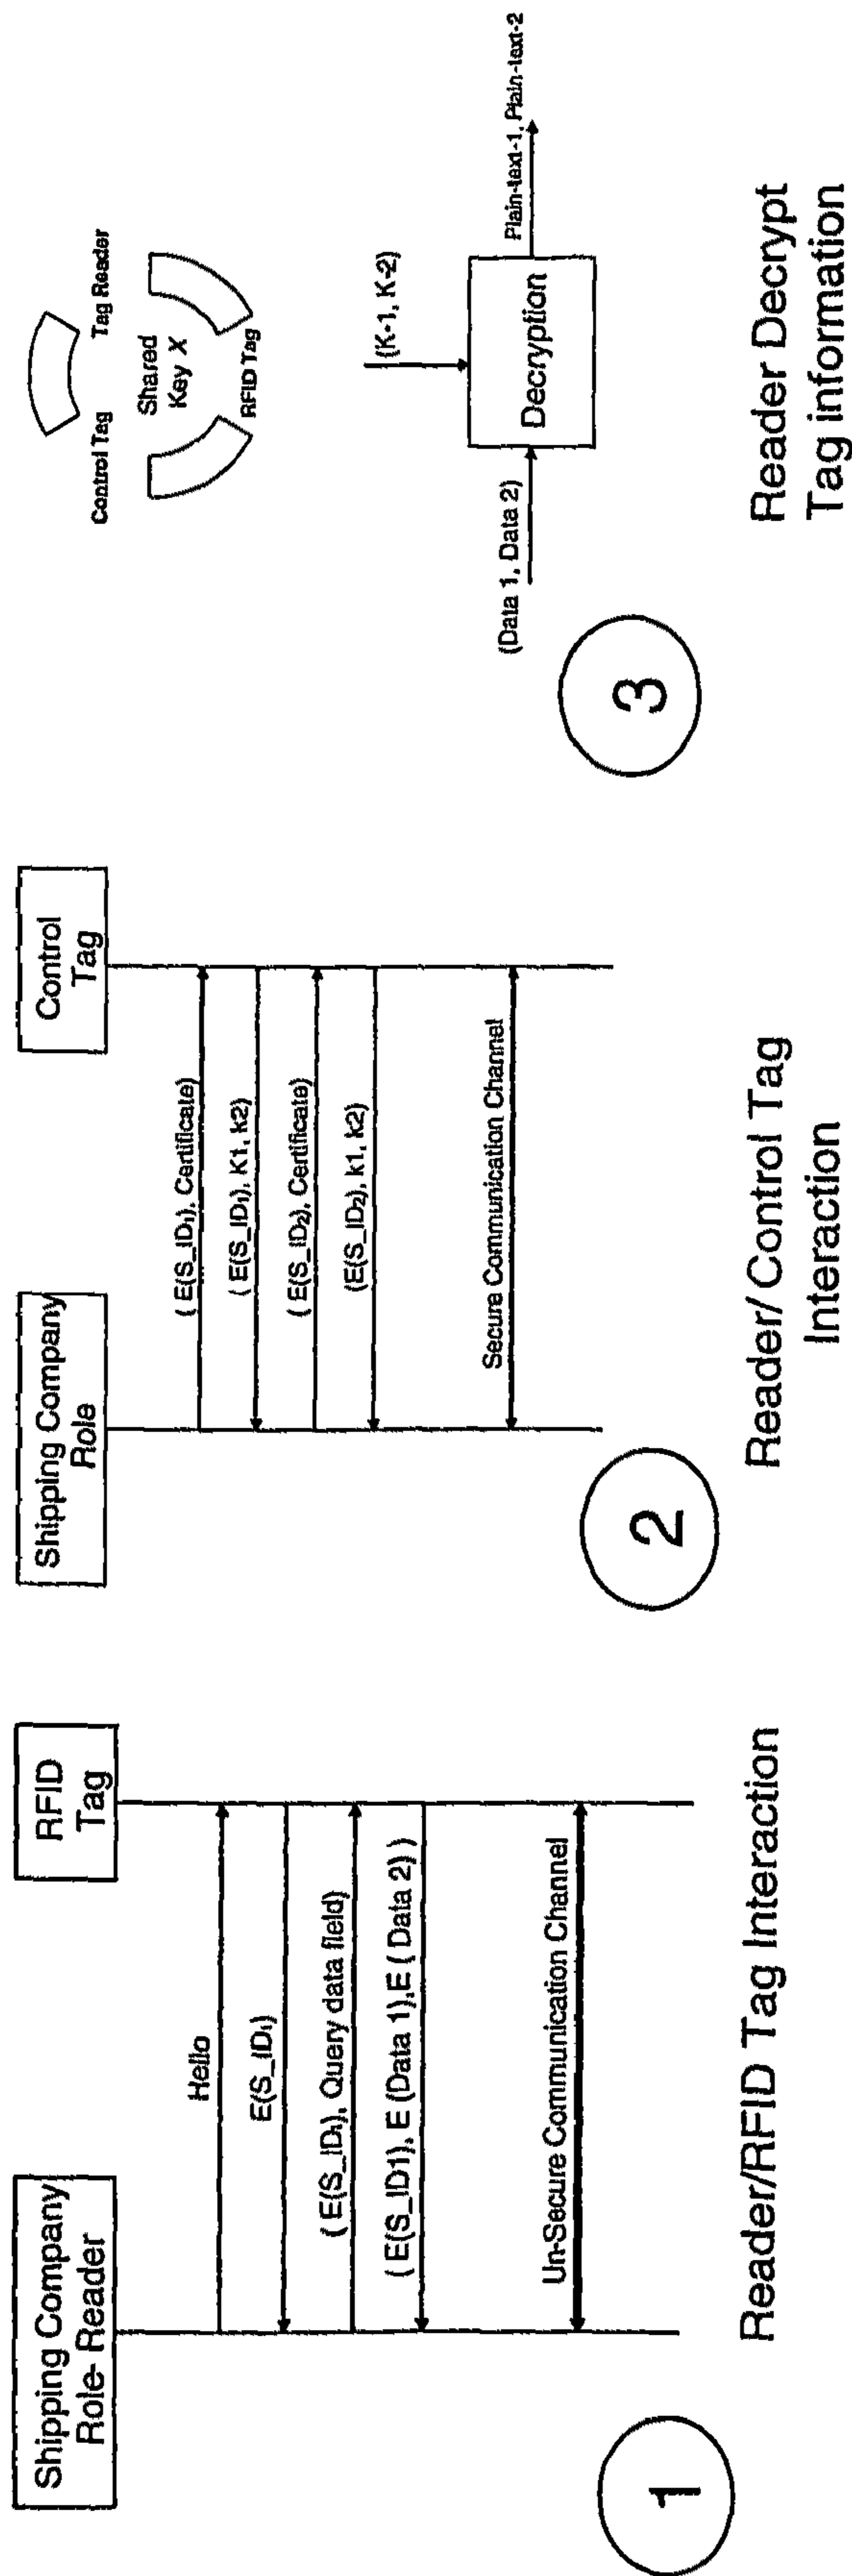 Shipping Company
Role- Reader
RFID
Tag
Hello
E(S_ID₁)
( E(S_ID₁), Query data field)
( E(S_ID1), E (Data 1),E ( Data 2) )
Un-Secure Communication Channel
1
Reader/RFID Tag Interaction
Shipping Company
Role
Control
Tag
( E(S_ID₁), Certificate)
( E(S_ID₁), K1, k2)
( E(S_ID₂), Certificate)
(E(S_ID₂), k1, k2)
Secure Communication Channel
2
Reader/ Control Tag
Interaction
Control Tag
Tag Reader
Shared
Key X
RFID Tag
(K-1, K-2)
(Data 1, Data 2)
Decryption
Plain-text-1, Plain-text-2
3
Reader Decrypt
Tag information